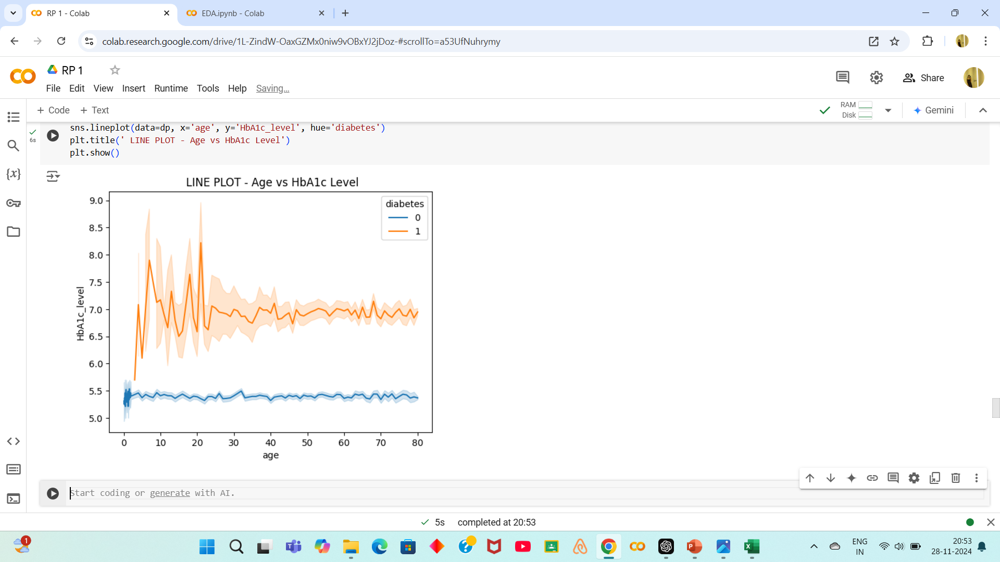 RP 1 - Colab
EDA.ipynb - Colab
colab.research.google.com/drive/1L-ZindW-OaxGZMx0niw9vOBxYJ2jDoz-#scrollTo=a53UfNuhrymy
RP 1
File Edit View Insert Runtime Tools Help Saving...
Share
+ Code + Text
RAM
Disk
Gemini
6s
sns.lineplot(data=dp, x='age', y='HbA1c_level', hue='diabetes')
plt.title(' LINE PLOT - Age vs HbA1c Level')
plt.show()
{x}
LINE PLOT - Age vs HbA1c Level
diabetes
0
1
9.0
8.5
8.0
7.5
7.0
6.5
6.0
5.5
5.0
HbA1c_level
0 10 20 30 40 50 60 70 80
age
Start coding or generate with AI.
5s completed at 20:53
1
ENG
IN
20:53
28-11-2024